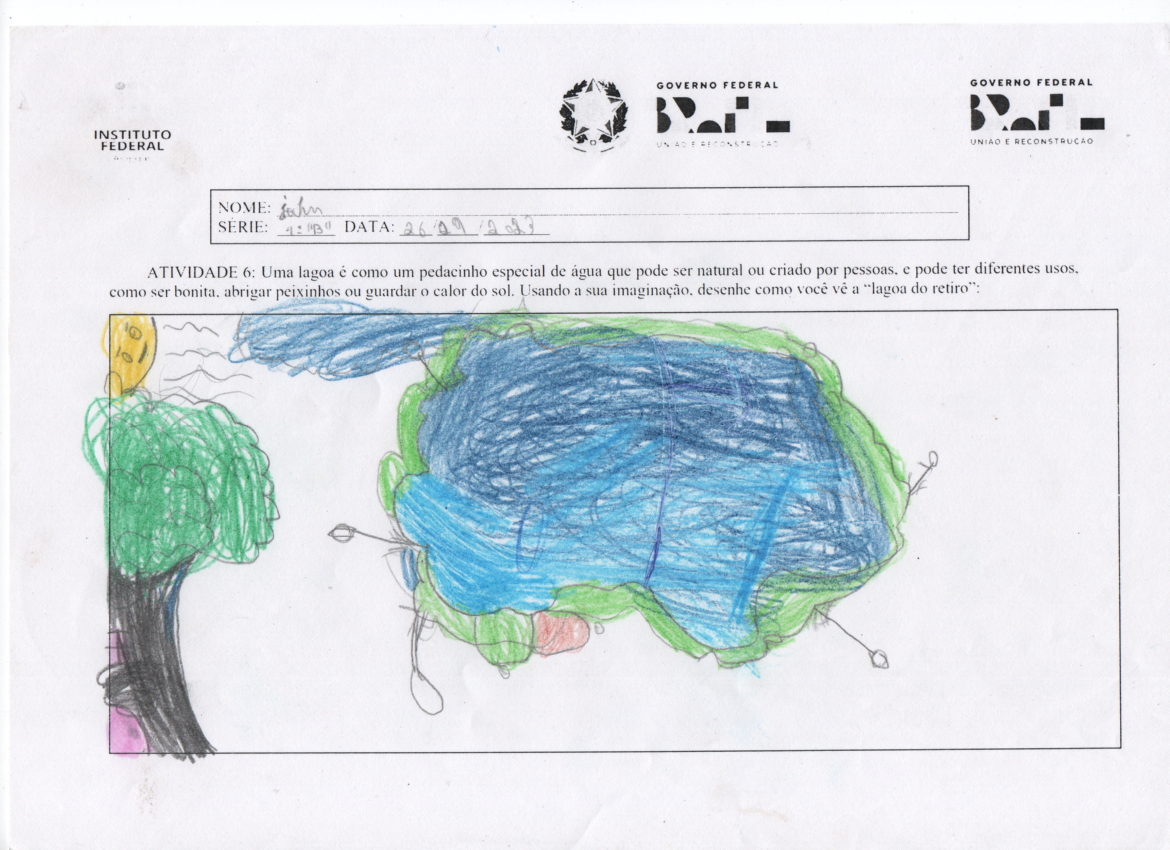 INSTITUTO
FEDERAL
GOVERNO FEDERAL
UNIÃO E RECONSTRUÇÃO
GOVERNO FEDERAL
UNIÃO E RECONSTRUÇÃO
NOME: john
SÉRIE: 1º "B" DATA: 26/09/2023
ATIVIDADE 6: Uma lagoa é como um pedacinho especial de água que pode ser natural ou criado por pessoas, e pode ter diferentes usos,
como ser bonita, abrigar peixinhos ou guardar o calor do sol. Usando a sua imaginação, desenhe como você vê a “lagoa do retiro”: